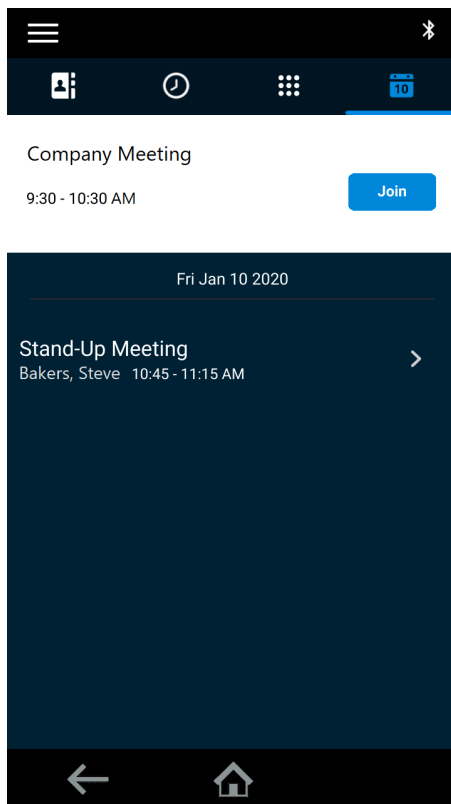 10
Company Meeting
9:30 - 10:30 AM
Join
Fri Jan 10 2020
Stand-Up Meeting
Bakers, Steve 10:45 - 11:15 AM